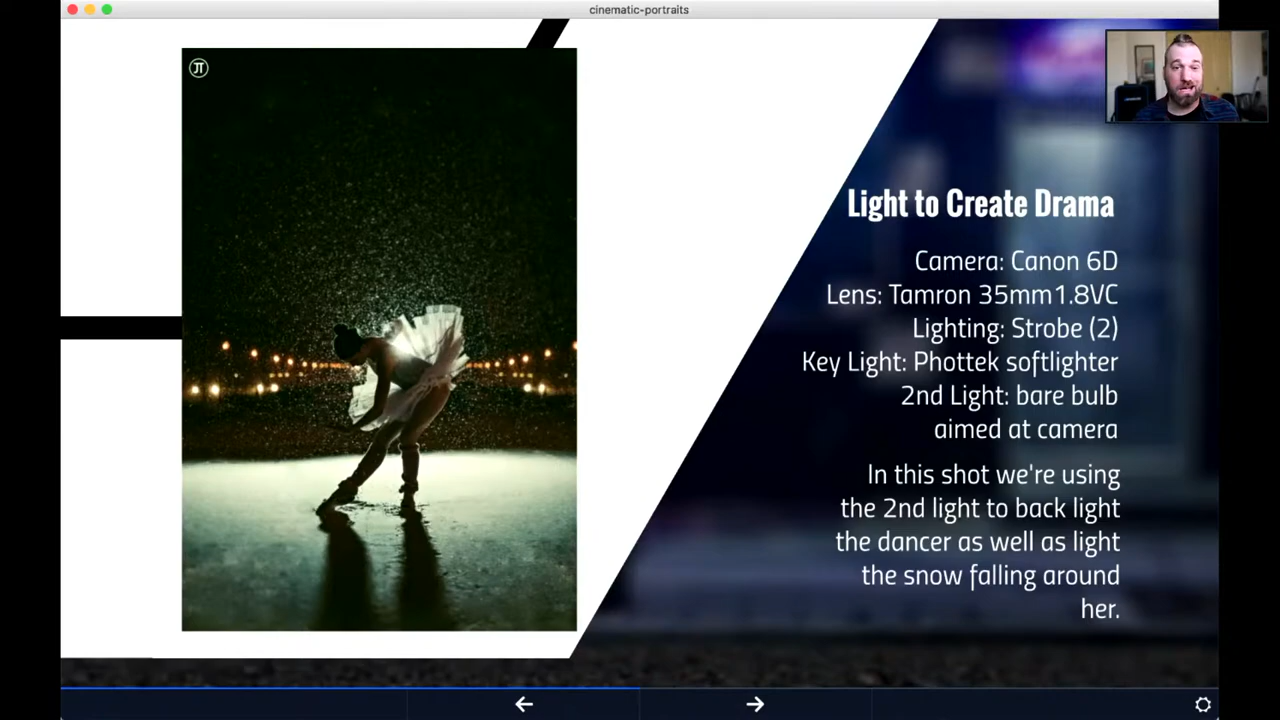 cinematic-portraits
Light to Create Drama
Camera: Canon 6D
Lens: Tamron 35mm1.8VC
Lighting: Strobe (2)
Key Light: Phottek softlighter
2nd Light: bare bulb
aimed at camera
In this shot we're using
the 2nd light to back light
the dancer as well as light
the snow falling around
her.